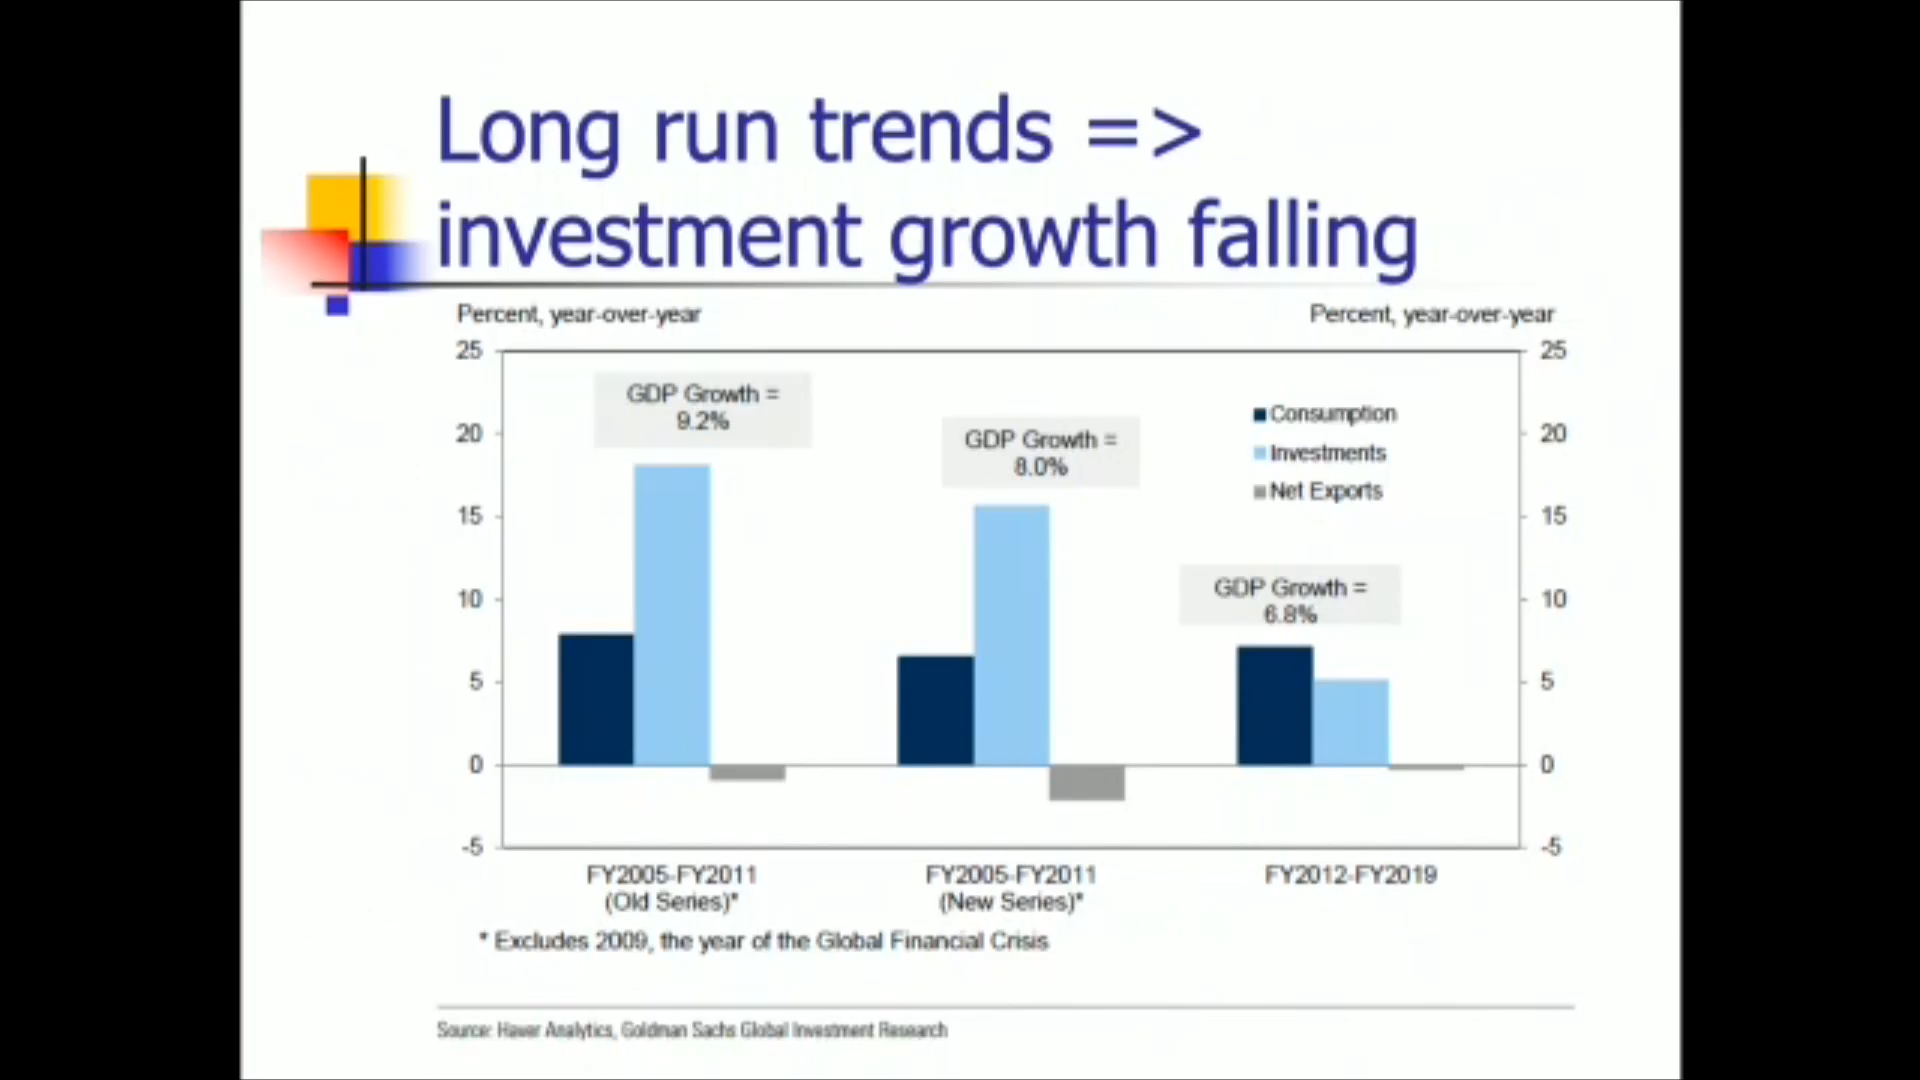 Long run trends =>
investment growth falling
Percent, year-over-year
Percent, year-over-year
25
25
GDP Growth =
9.2%
Consumption
20
20
GDP Growth =
8.0%
Investments
Net Exports
15
15
GDP Growth =
6.8%
10
10
5
5
0
0
-5
-5
FY2005-FY2011
(Old Series)*
FY2005-FY2011
(New Series)*
FY2012-FY2019
* Excludes 2009, the year of the Global Financial Crisis
Source: Haver Analytics, Goldman Sachs Global Investment Research